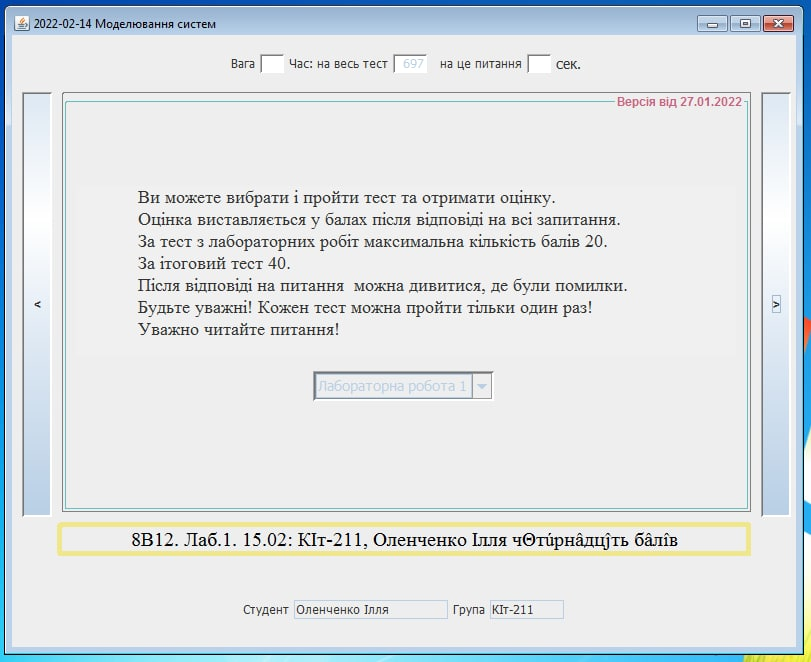 2022-02-14 Моделювання систем
Вага Час: на весь тест 697 на це питання сек.
Версія від 27.01.2022
Ви можете вибрати і пройти тест та отримати оцінку.
Оцінка виставляється у балах після відповіді на всі запитання.
За тест з лабораторних робіт максимальна кількість балів 20.
За ітоговий тест 40.
Після відповіді на питання можна дивитися, де були помилки.
Будьте уважні! Кожен тест можна пройти тільки один раз!
Уважно читайте питання!
<
>
Лабораторна робота 1
8B12. Лаб.1. 15.02: КІт-211, Оленченко Ілля чΘtúрnâдцĵть бâлîв
Студент Оленченко Ілля Група КІт-211